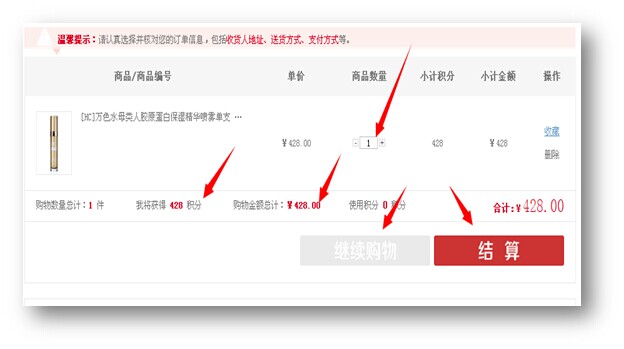 温馨提示：请认真选择并核对您的订单信息，包括收货人地址、送货方式、支付方式等。
商品/商品编号 单价 商品数量 小计积分 小计金额 操作
[MC]万色水母类人胶原蛋白保湿精华喷雾单支 … ¥428.00 - 1 + 428 ¥428 收藏
删除
购物数量总计：1 件 我将获得 428 积分 购物金额总计：¥428.00 使用积分 0 积分 合计：¥428.00
继续购物 结 算